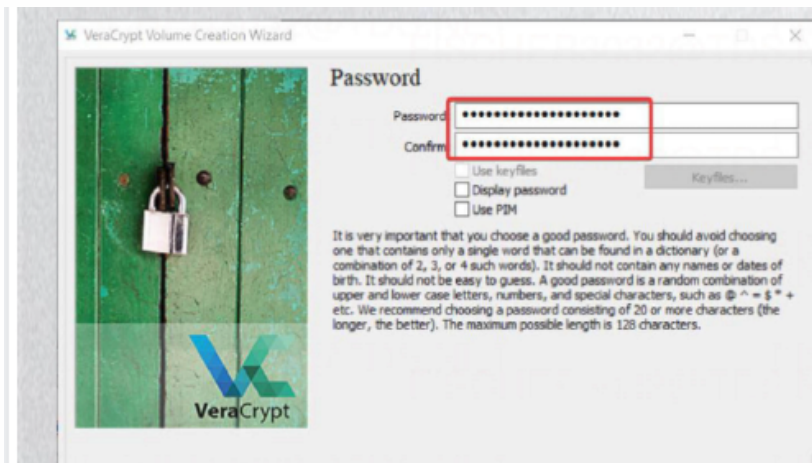 VeraCrypt Volume Creation Wizard
Password
Password
●●●●●●●●●●●●●●●●●●●●
Confirm
●●●●●●●●●●●●●●●●●●●●
Use keyfiles
Keyfiles...
Display password
Use PIM
It is very important that you choose a good password. You should avoid choosing
one that contains only a single word that can be found in a dictionary (or a
combination of 2, 3, or 4 such words). It should not contain any names or dates of
birth. It should not be easy to guess. A good password is a random combination of
upper and lower case letters, numbers, and special characters, such as @ ^ = $ * +
etc. We recommend choosing a password consisting of 20 or more characters (the
longer, the better). The maximum possible length is 128 characters.
VeraCrypt